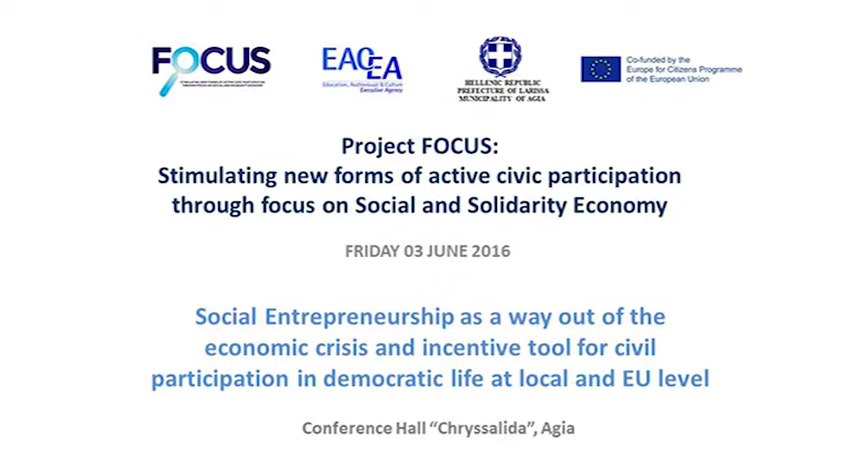 FOCUS
EACEA
Education, Audiovisual & Culture
Executive Agency
HELLENIC REPUBLIC
PREFECTURE OF LARISSA
MUNICIPALITY OF AGIA
Co-funded by the
Europe for Citizens Programme
of the European Union
Project FOCUS:
Stimulating new forms of active civic participation
through focus on Social and Solidarity Economy
FRIDAY 03 JUNE 2016
Social Entrepreneurship as a way out of the
economic crisis and incentive tool for civil
participation in democratic life at local and EU level
Conference Hall “Chryssalida”, Agia